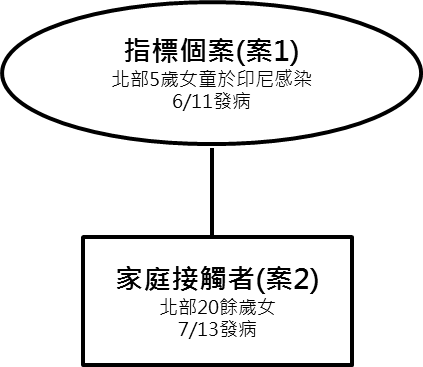 指標個案(案1)
北部5歲女童於印尼感染
6/11發病
家庭接觸者(案2)
北部20餘歲女
7/13發病